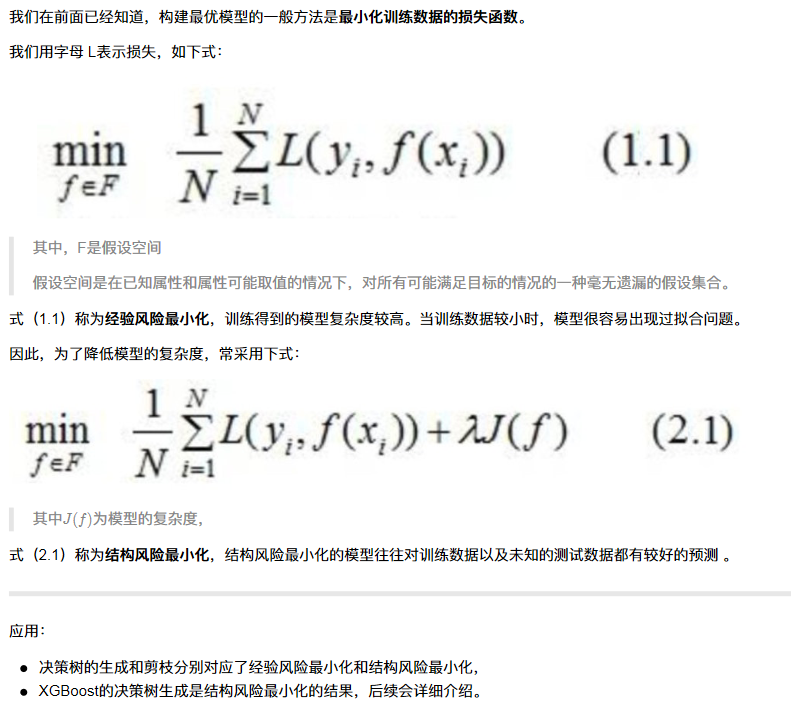 我们在前面已经知道，构建最优模型的一般方法是最小化训练数据的损失函数。
我们用字母 L表示损失，如下式：
min_{f∈F} \frac{1}{N} \sum_{i=1}^{N} L(y_i, f(x_i)) (1.1)
其中，F是假设空间
假设空间是在已知属性和属性可能取值的情况下，对所有可能满足目标的情况的一种毫无遗漏的假设集合。
式（1.1）称为经验风险最小化，训练得到的模型复杂度较高。当训练数据较小时，模型很容易出现过拟合问题。
因此，为了降低模型的复杂度，常采用下式：
min_{f∈F} \frac{1}{N} \sum_{i=1}^{N} L(y_i, f(x_i)) + λJ(f) (2.1)
其中J(f)为模型的复杂度，
式（2.1）称为结构风险最小化，结构风险最小化的模型往往对训练数据以及未知的测试数据都有较好的预测 。
应用：
● 决策树的生成和剪枝分别对应了经验风险最小化和结构风险最小化，
● XGBoost的决策树生成是结构风险最小化的结果，后续会详细介绍。